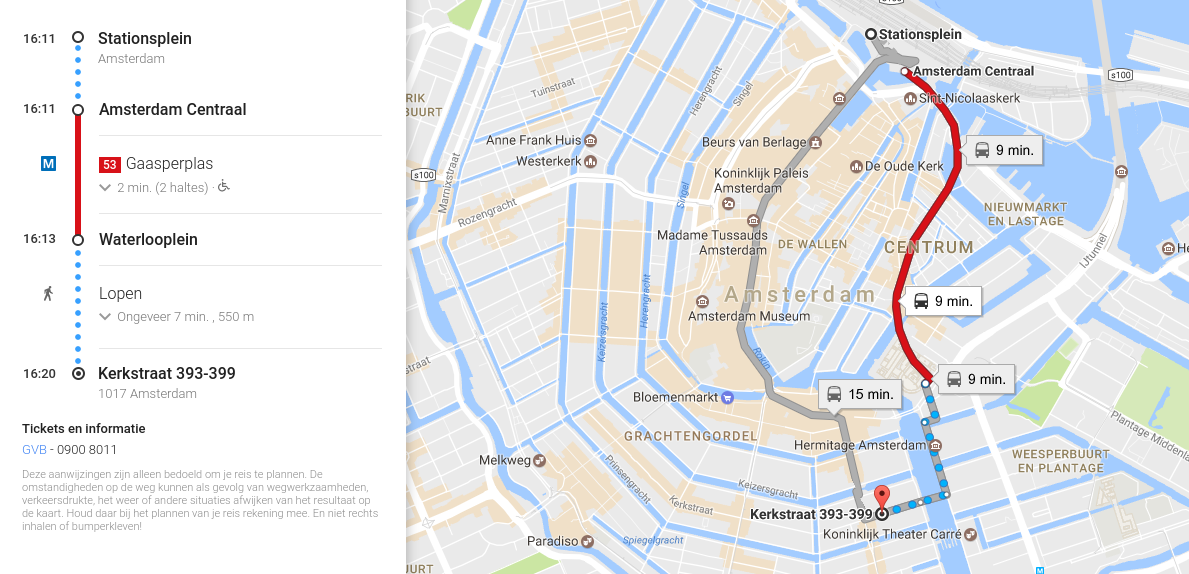 16:11 Stationsplein
Amsterdam
16:11 Amsterdam Centraal
M 53 Gaasperplas
2 min. (2 haltes) ·
16:13 Waterlooplein
Lopen
Ongeveer 7 min. , 550 m
16:20 Kerkstraat 393-399
1017 Amsterdam
Tickets en informatie
GVB - 0900 8011
Deze aanwijzingen zijn alleen bedoeld om je reis te plannen. De
omstandigheden op de weg kunnen als gevolg van wegwerkzaamheden,
verkeersdrukte, het weer of andere situaties afwijken van het resultaat op
de kaart. Houd daar bij het plannen van je reis rekening mee. En niet rechts
inhalen of bumperkleven!
Stationsplein
Amsterdam Centraal
s100
Tuinstraat
Herengracht
Singel
Sint-Nicolaaskerk
RIK
BUURT
Anne Frank Huis
Westerkerk
Beurs van Berlage
9 min.
De Oude Kerk
s100
Marnixstraat
Koninklijk Paleis
Amsterdam
Singel
Rozengracht
NIEUWMARKT
EN LASTAGE
Madame Tussauds
Amsterdam
DE WALLEN
CENTRUM
IJtunnel
He
Amsterdam
9 min.
Amsterdam Museum
Keizersgracht
Herengracht
Rokin
straat
9 min.
15 min.
Bloemenmarkt
GRACHTENGORDEL
Hermitage Amsterdam
Plantage Middenla
WEESPERBUURT
EN PLANTAGE
Melkweg
Prinsengracht
Keizersgracht
Kerkstraat
Kerkstraat 393-399
Koninklijk Theater Carré
Paradiso
Spiegelgracht
UURT
M